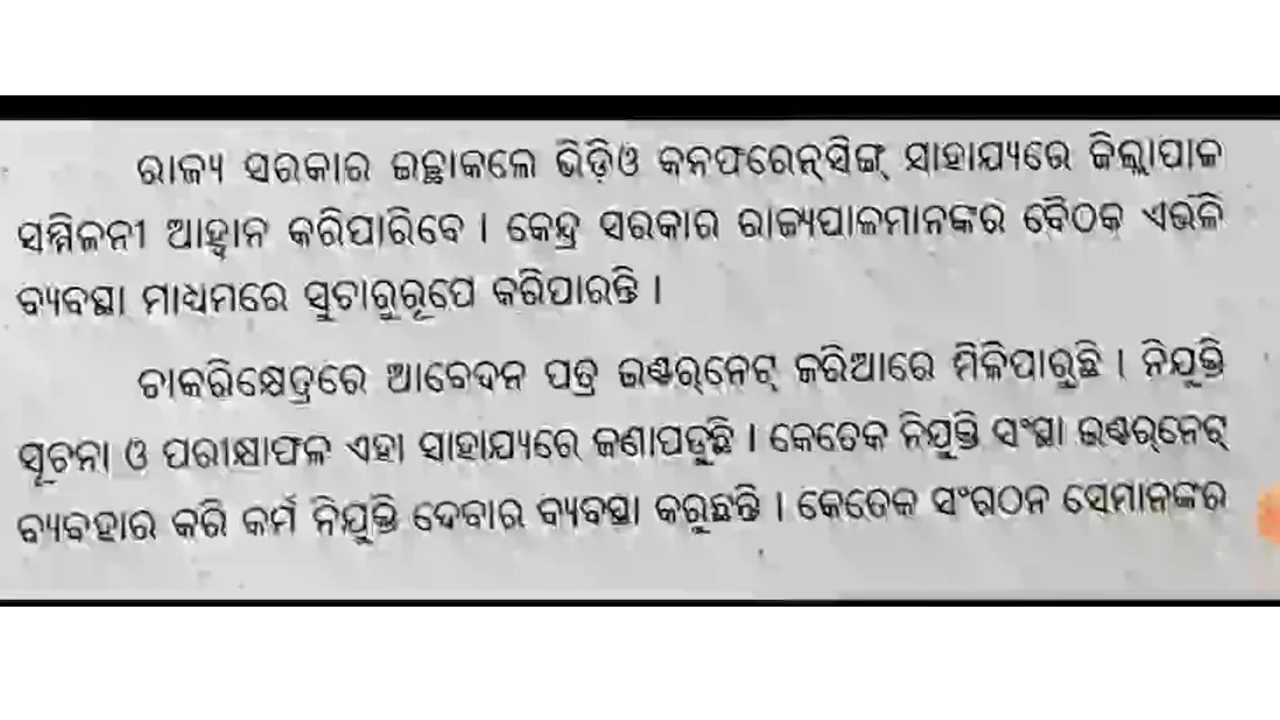 ରାଜ୍ୟ ସରକାର ଇଚ୍ଛାକଲେ ଭିଡ଼ିଓ କନଫରେନ୍‌ସିଙ୍ଗ୍ ସାହାଯ୍ୟରେ ଜିଲ୍ଲାପାଳ
ସମ୍ମିଳନୀ ଆହ୍ୱାନ କରିପାରିବେ । କେନ୍ଦ୍ର ସରକାର ରାଜ୍ୟପାଳମାନଙ୍କର ବୈଠକ ଏଭଳି
ବ୍ୟବସ୍ଥା ମାଧ୍ୟମରେ ସୁଚାରୁରୂପେ କରିପାରନ୍ତି ।
ଚାକରିକ୍ଷେତ୍ରରେ ଆବେଦନ ପତ୍ର ଇଣ୍ଟର୍‌ନେଟ୍ ଜରିଆରେ ମିଳିପାରୁଛି । ନିଯୁକ୍ତି
ସୂଚନା ଓ ପରୀକ୍ଷାଫଳ ଏହା ସାହାଯ୍ୟରେ ଜଣାପଡୁଛି । କେତେକ ନିଯୁକ୍ତି ସଂସ୍ଥା ଇଣ୍ଟର୍‌ନେଟ୍
ବ୍ୟବହାର କରି କର୍ମ ନିଯୁକ୍ତି ଦେବାର ବ୍ୟବସ୍ଥା କରୁଛନ୍ତି । କେତେକ ସଂଗଠନ ସେମାନଙ୍କର